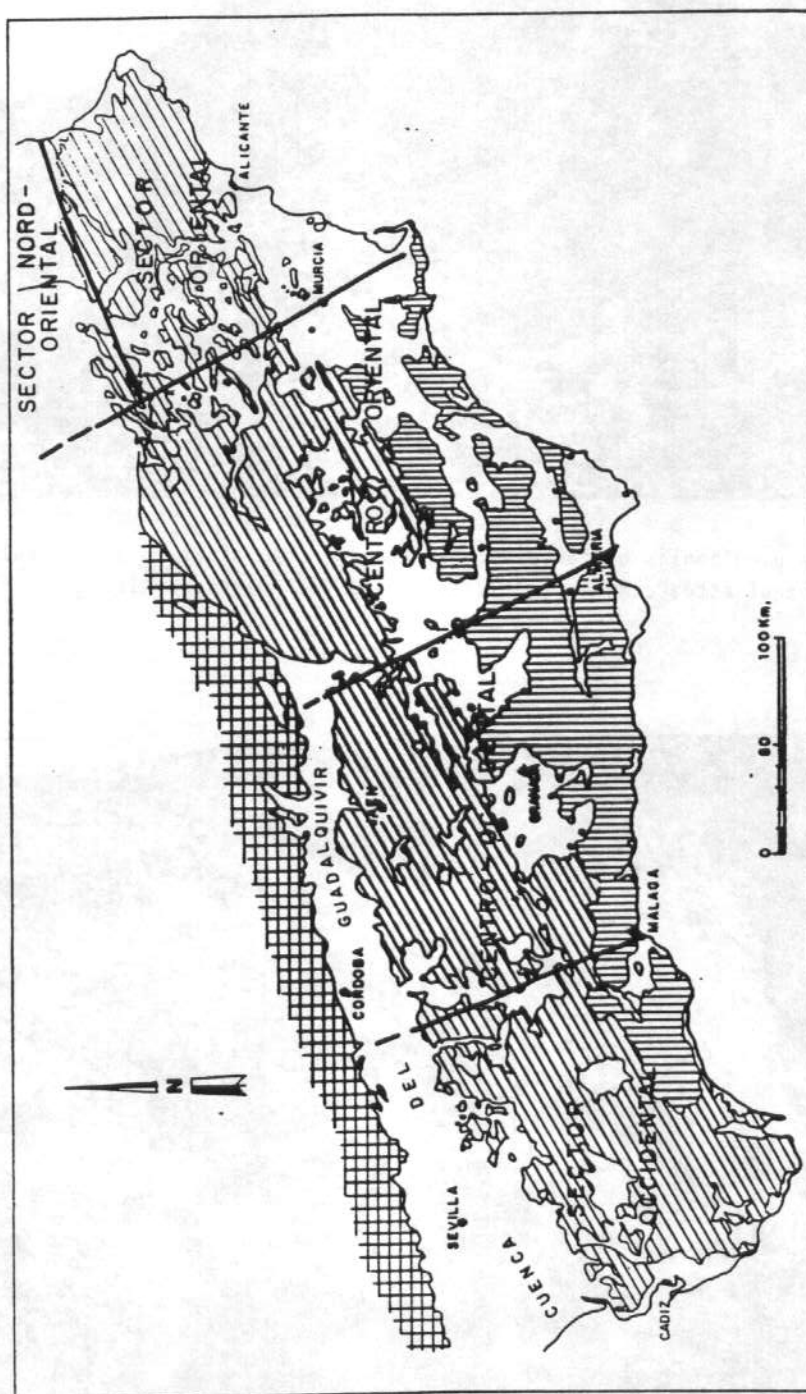 SECTOR NORD-
ORIENTAL
SECTOR
ORIENTAL
ALICANTE
MURCIA
CENTRO
ORIENTAL
ALMERIA
CENTRO-OCCIDENTAL
GRANADA
JAEN
MALAGA
GUADALQUIVIR
CORDOBA
DEL
CUENCA
SEVILLA
SECTOR
OCCIDENTAL
CADIZ
N
0
100 Km.